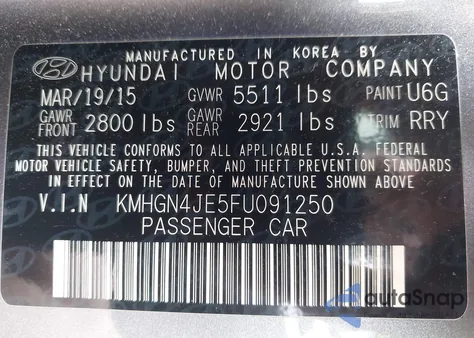 MANUFACTURED IN KOREA BY
HYUNDAI MOTOR COMPANY
MAR/19/15 GVWR 5511 lbs PAINT U6G
GAWR FRONT 2800 lbs GAWR REAR 2921 lbs TRIM RRY
THIS VEHICLE CONFORMS TO ALL APPLICABLE U.S.A. FEDERAL
MOTOR VEHICLE SAFETY, BUMPER, AND THEFT PREVENTION STANDARDS
IN EFFECT ON THE DATE OF MANUFACTURE SHOWN ABOVE.
V.I.N KMHGN4JE5FU091250
PASSENGER CAR
autoSnap